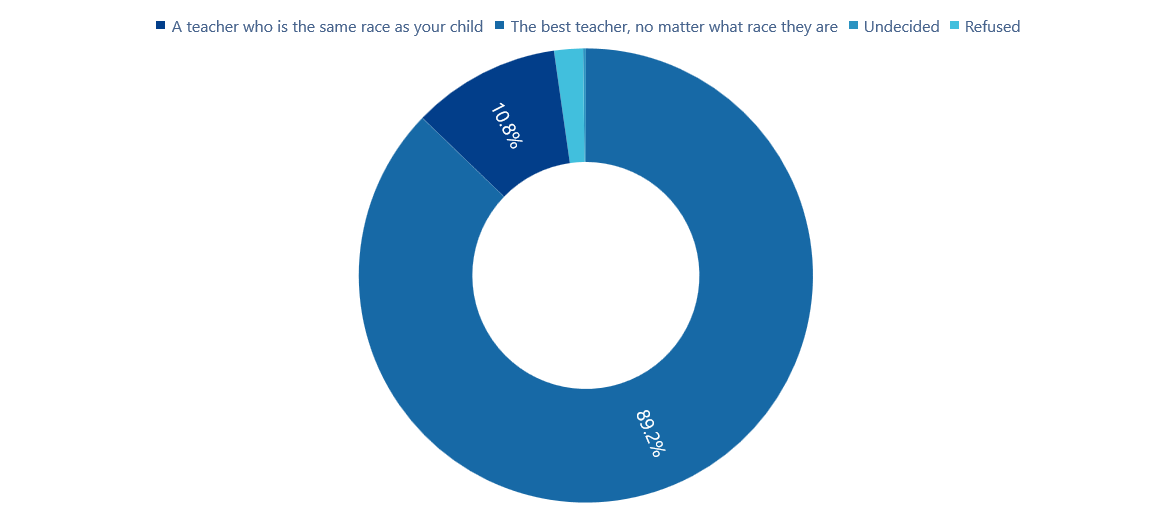 A teacher who is the same race as your child The best teacher, no matter what race they are Undecided Refused
10.8%
89.2%